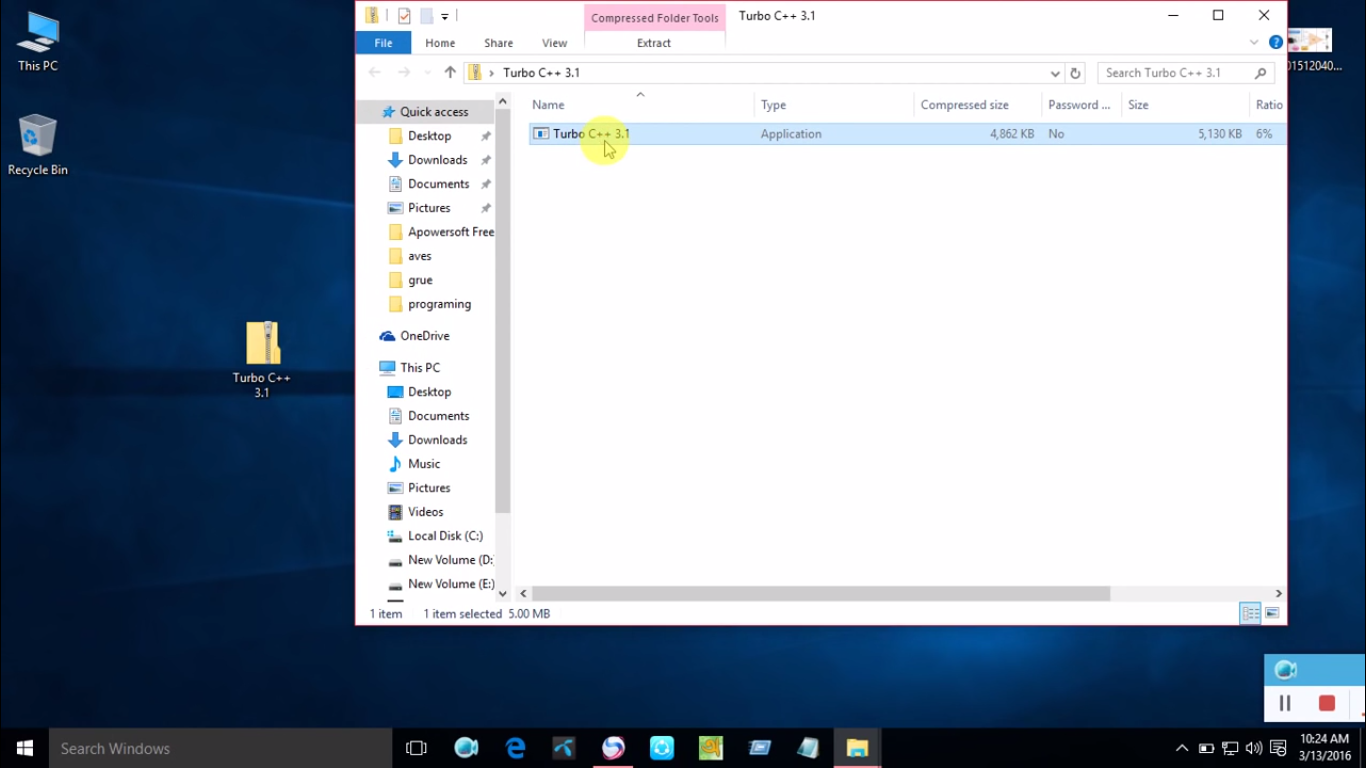 This PC
Recycle Bin
Turbo C++
3.1
Compressed Folder Tools
Turbo C++ 3.1
File
Home
Share
View
Extract
Turbo C++ 3.1
Search Turbo C++ 3.1
Quick access
Desktop
Downloads
Documents
Pictures
Apowersoft Free
aves
grue
programing
OneDrive
This PC
Desktop
Documents
Downloads
Music
Pictures
Videos
Local Disk (C:)
New Volume (D:
New Volume (E:)
Name Type Compressed size Password ... Size Ratio
Turbo C++ 3.1 Application 4,862 KB No 5,130 KB 6%
1 item 1 item selected 5.00 MB
01512040...
Search Windows
10:24 AM
3/13/2016